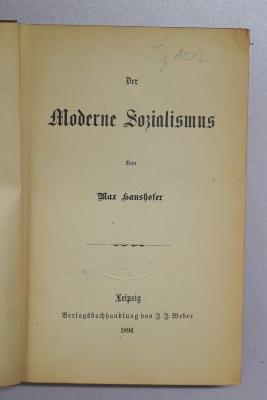 Der
Moderne Sozialismus
Von
Max Haushofer
Leipzig
Verlagsbuchhandlung von J. J. Weber
1896